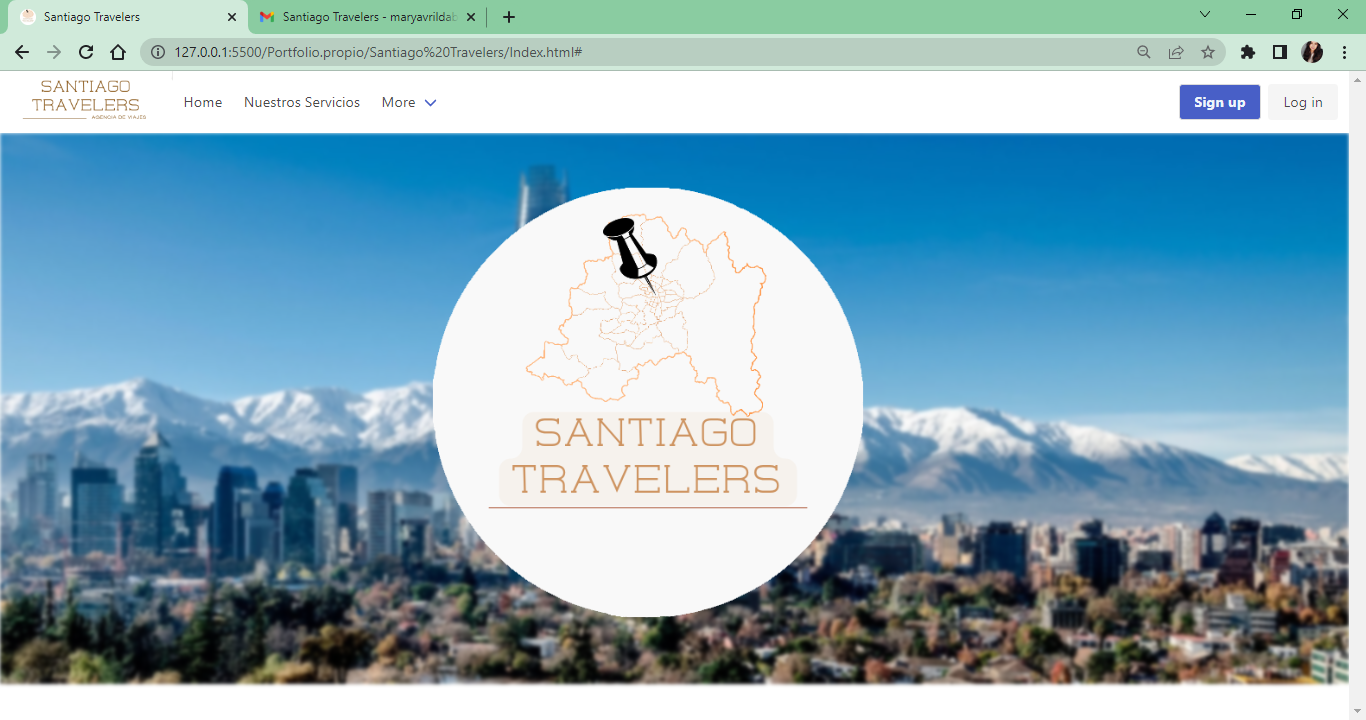 Santiago Travelers
Santiago Travelers - maryavrilda
127.0.0.1:5500/Portfolio.propio/Santiago%20Travelers/Index.html#
SANTIAGO
TRAVELERS
AGENCIA DE VIAJES
Home Nuestros Servicios More Sign up Log in
SANTIAGO
TRAVELERS